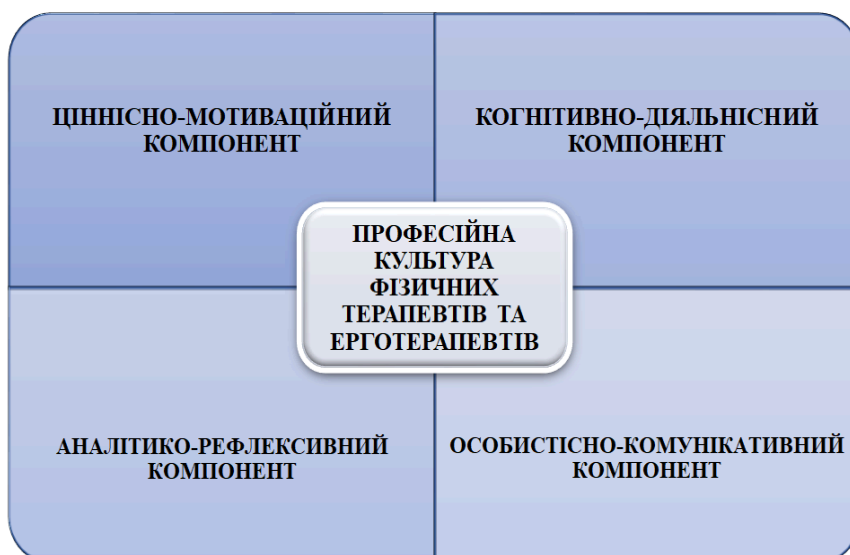 ЦІННІСНО-МОТИВАЦІЙНИЙ
КОМПОНЕНТ
КОГНІТИВНО-ДІЯЛЬНІСНИЙ
КОМПОНЕНТ
ПРОФЕСІЙНА
КУЛЬТУРА
ФІЗИЧНИХ
ТЕРАПЕВТІВ ТА
ЕРГОТЕРАПЕВТІВ
АНАЛІТИКО-РЕФЛЕКСИВНИЙ
КОМПОНЕНТ
ОСОБИСТІСНО-КОМУНІКАТИВНИЙ
КОМПОНЕНТ